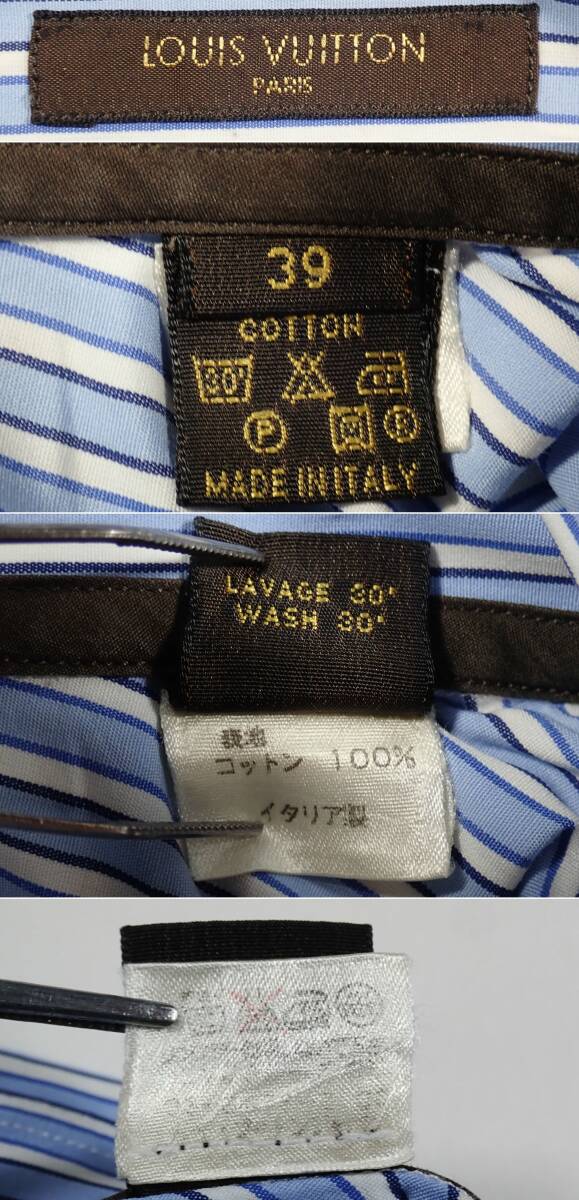 LOUIS VUITTON
PARIS
39
COTTON
30°
P
MADE IN ITALY
LAVAGE 30°
WASH 30°
表地
コットン 100%
イタリア製